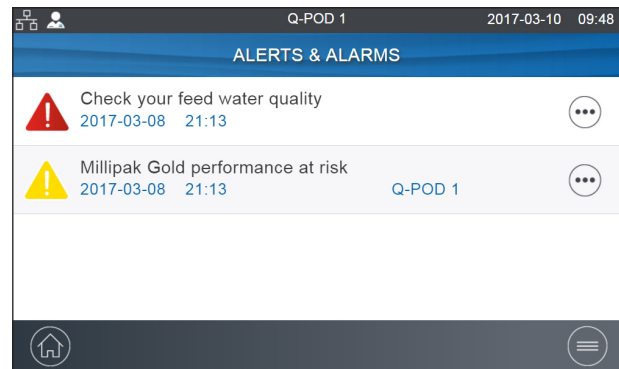 Q-POD 1 2017-03-10 09:48
ALERTS & ALARMS
Check your feed water quality
2017-03-08 21:13
Millipak Gold performance at risk
2017-03-08 21:13 Q-POD 1